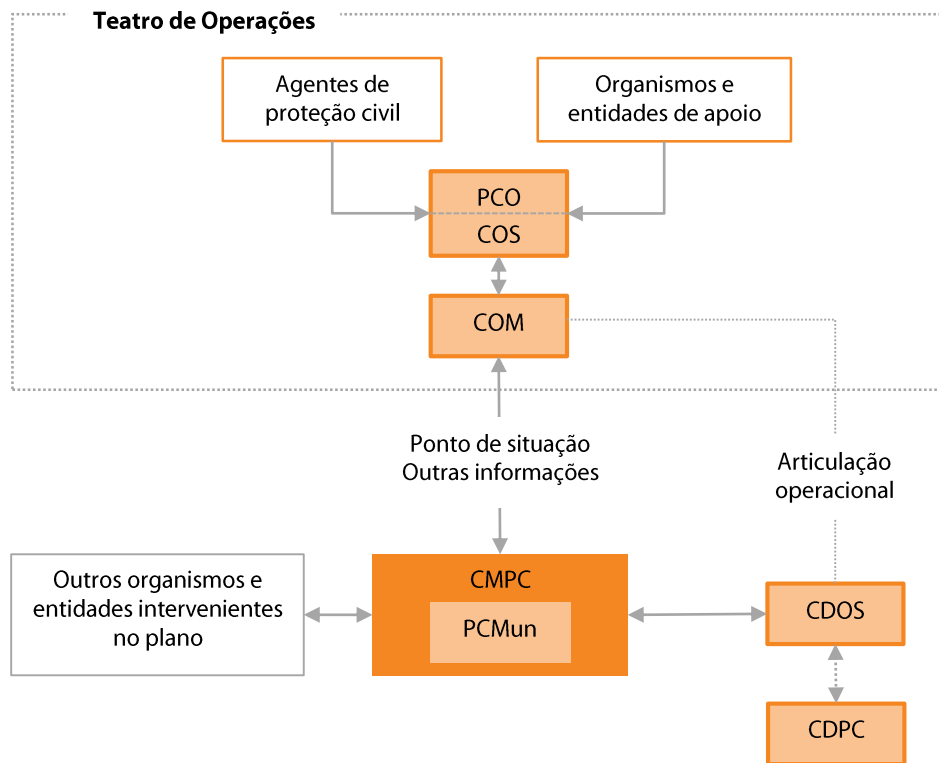 Teatro de Operações
Agentes de
proteção civil
Organismos e
entidades de apoio
PCO
COS
COM
Ponto de situação
Outras informações
Articulação
operacional
Outros organismos e
entidades intervenientes
no plano
CMPC
PCMun
CDOS
CDPC